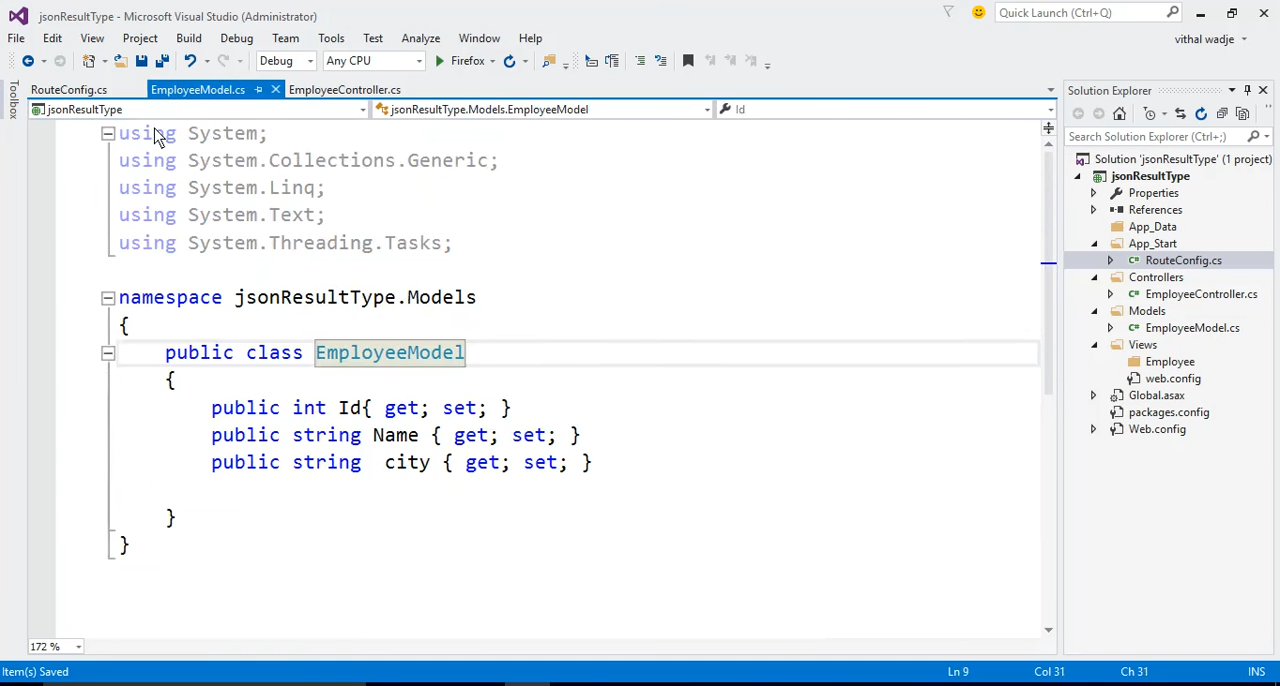 jsonResultType - Microsoft Visual Studio (Administrator)
Quick Launch (Ctrl+Q)
File Edit View Project Build Debug Team Tools Test Analyze Window Help
vithal wadje
Debug Any CPU Firefox
Toolbox
RouteConfig.cs EmployeeModel.cs EmployeeController.cs
jsonResultType jsonResultType.Models.EmployeeModel Id
using System;
using System.Collections.Generic;
using System.Linq;
using System.Text;
using System.Threading.Tasks;
namespace jsonResultType.Models
{
public class EmployeeModel
{
public int Id{ get; set; }
public string Name { get; set; }
public string city { get; set; }
}
}
172 %
Solution Explorer
Search Solution Explorer (Ctrl+;)
Solution 'jsonResultType' (1 project)
jsonResultType
Properties
References
App_Data
App_Start
C# RouteConfig.cs
Controllers
C# EmployeeController.cs
Models
C# EmployeeModel.cs
Views
Employee
web.config
Global.asax
packages.config
Web.config
Item(s) Saved Ln 9 Col 31 Ch 31 INS